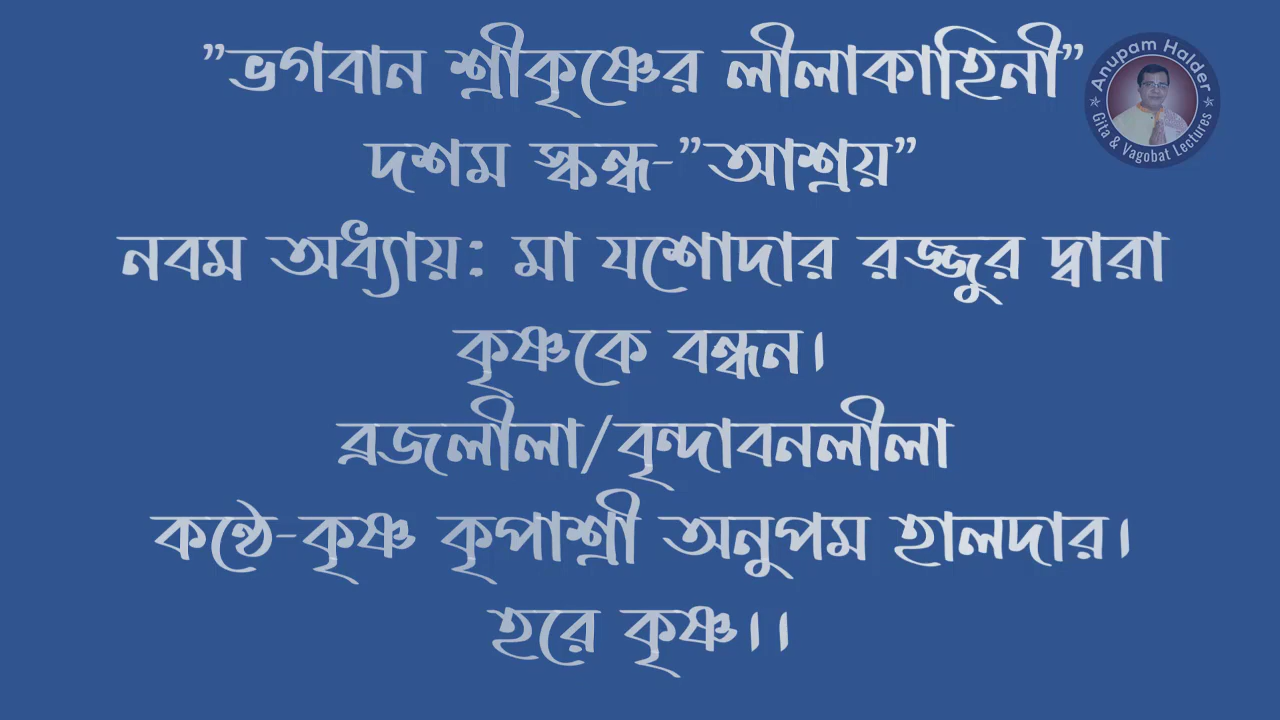 ”ভগবান শ্রীকৃষ্ণের লীলাকাহিনী”
দশম স্কন্ধ-”আশ্রয়”
নবম অধ্যায়: মা যশোদার রজ্জুর দ্বারা
কৃষ্ণকে বন্ধন।
ব্রজলীলা/বৃন্দাবনলীলা
কন্ঠে-কৃষ্ণ কৃপাশ্রী অনুপম হালদার।
হরে কৃষ্ণ।।
Anupam Halder
Gita & Vagobat Lectures